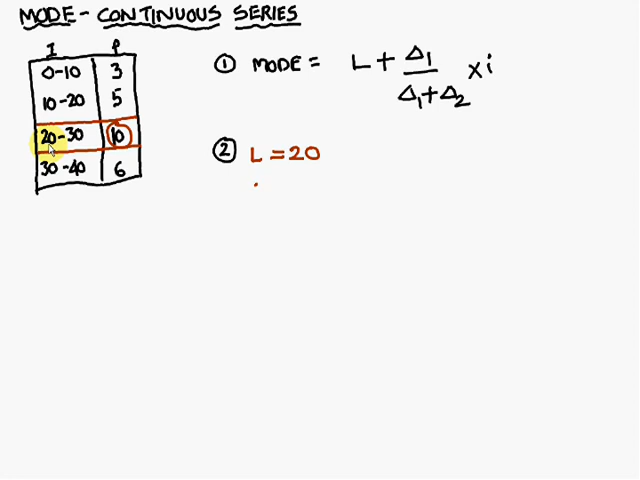 MODE - CONTINUOUS SERIES
I F
0-10 3
10-20 5
20-30 10
30-40 6
① MODE = L + Δ1 / Δ1+Δ2 × i
② L = 20